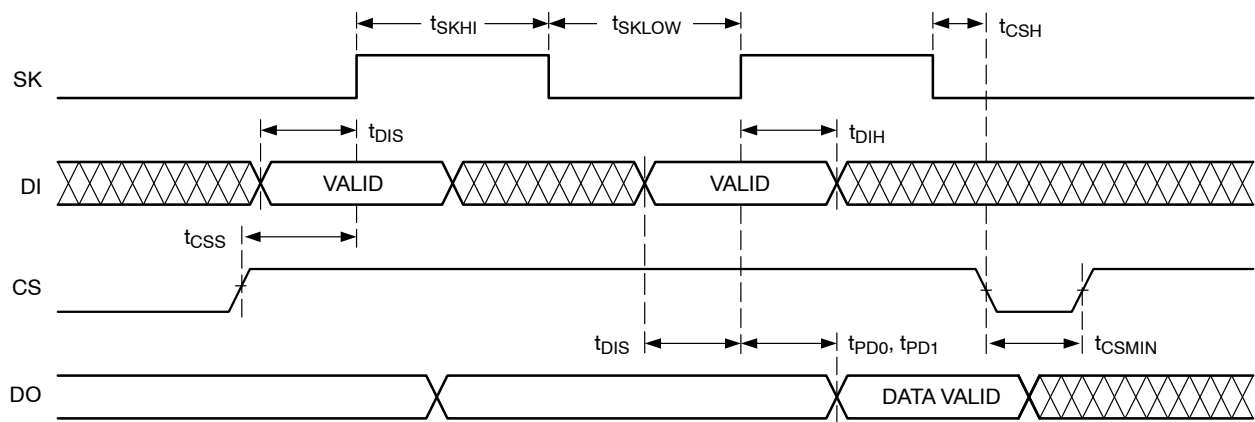 tSKHI tSKLOW tCSH
SK
tDIS tDIH
DI VALID VALID
tCSS
CS
tDIS tPD0, tPD1 tCSMIN
DO DATA VALID